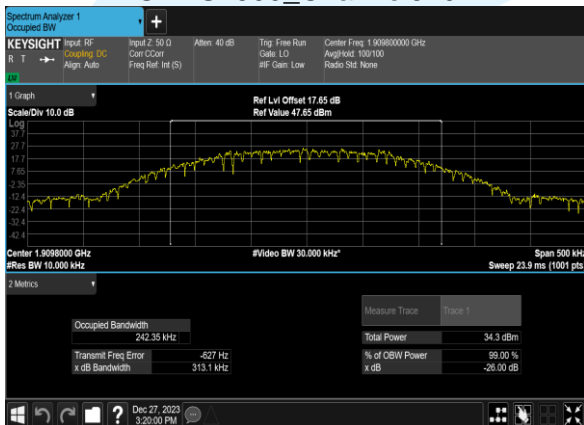 Spectrum Analyzer 1
Occupied BW
KEYSIGHT
Input: RF
Coupling: DC
Align: Auto
Input Z: 50 Ω
Corr CCorr
Freq Ref: Int (S)
Atten: 40 dB
Trig: Free Run
Gate: LO
#IF Gain: Low
Center Freq: 1.909800000 GHz
Avg|Hold: 100/100
Radio Std: None
R T
1 Graph
Scale/Div 10.0 dB
Ref Lvl Offset 17.65 dB
Ref Value 47.65 dBm
Log
37.7
27.7
17.7
7.65
-2.35
-12.4
-22.4
-32.4
-42.4
Center 1.9098000 GHz
#Video BW 30.000 kHz*
Span 500 kHz
#Res BW 10.000 kHz
Sweep 23.9 ms (1001 pts
2 Metrics
Measure Trace
Trace 1
Occupied Bandwidth
242.35 kHz
Total Power
34.3 dBm
Transmit Freq Error
-627 Hz
% of OBW Power
99.00 %
x dB Bandwidth
313.1 kHz
x dB
-26.00 dB
Dec 27, 2023
3:20:00 PM